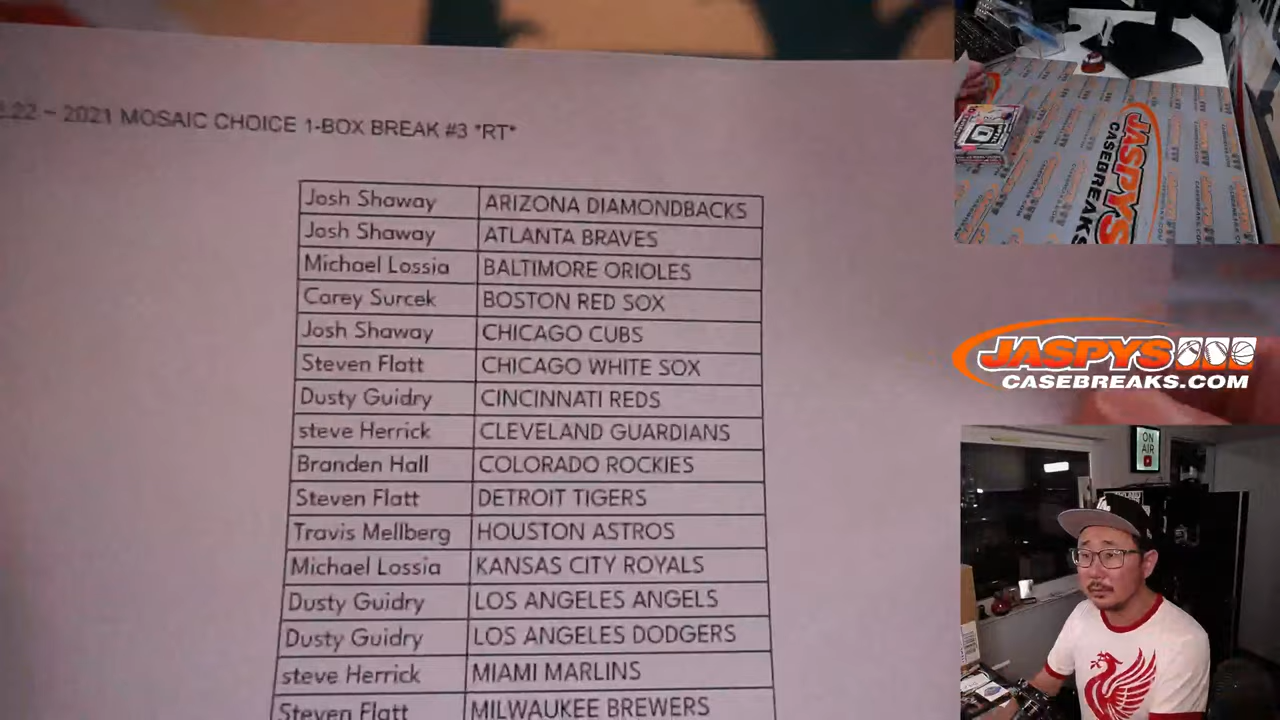 .22 - 2021 MOSAIC CHOICE 1-BOX BREAK #3 *RT*
Josh Shaway ARIZONA DIAMONDBACKS
Josh Shaway ATLANTA BRAVES
Michael Lossia BALTIMORE ORIOLES
Carey Surcek BOSTON RED SOX
Josh Shaway CHICAGO CUBS
Steven Flatt CHICAGO WHITE SOX
Dusty Guidry CINCINNATI REDS
steve Herrick CLEVELAND GUARDIANS
Branden Hall COLORADO ROCKIES
Steven Flatt DETROIT TIGERS
Travis Mellberg HOUSTON ASTROS
Michael Lossia KANSAS CITY ROYALS
Dusty Guidry LOS ANGELES ANGELS
Dusty Guidry LOS ANGELES DODGERS
steve Herrick MIAMI MARLINS
Steven Flatt MILWAUKEE BREWERS
JASPYS
CASEBREAKS
JASPYS
CASEBREAKS.COM
ON
AIR